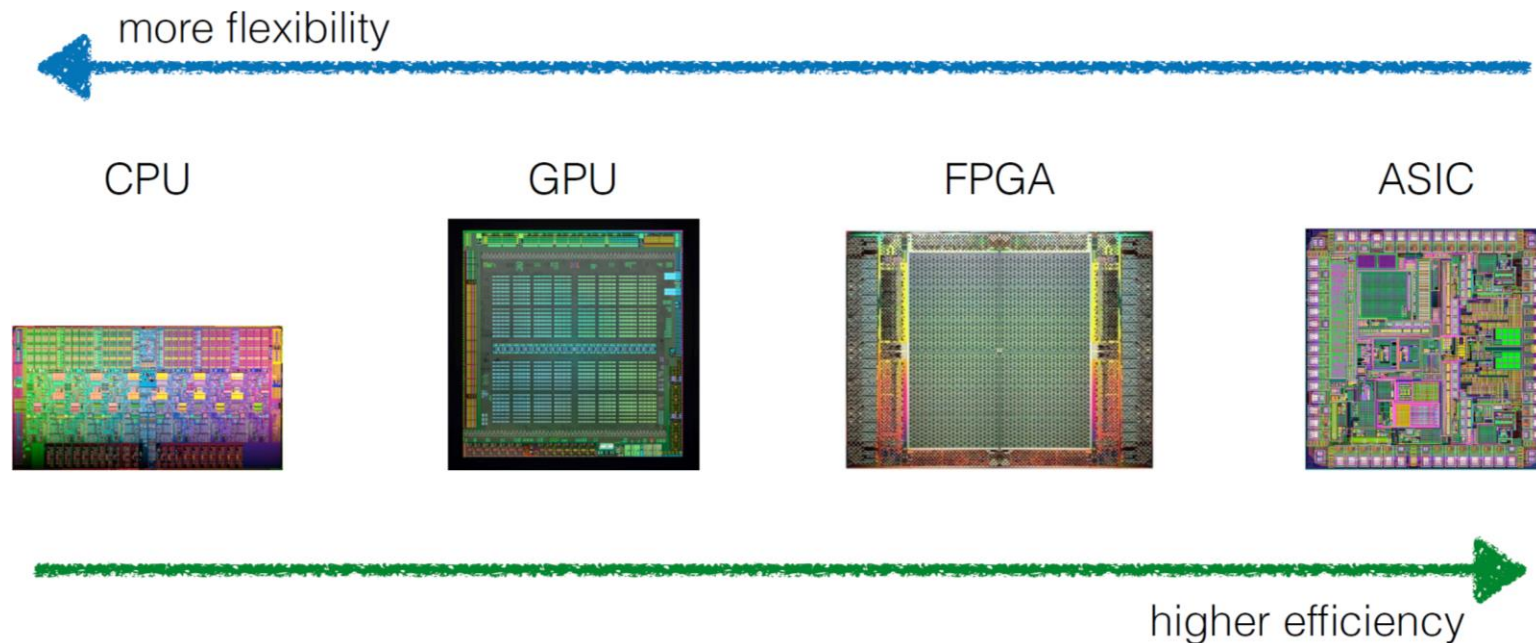 more flexibility
CPU
GPU
FPGA
ASIC
higher efficiency